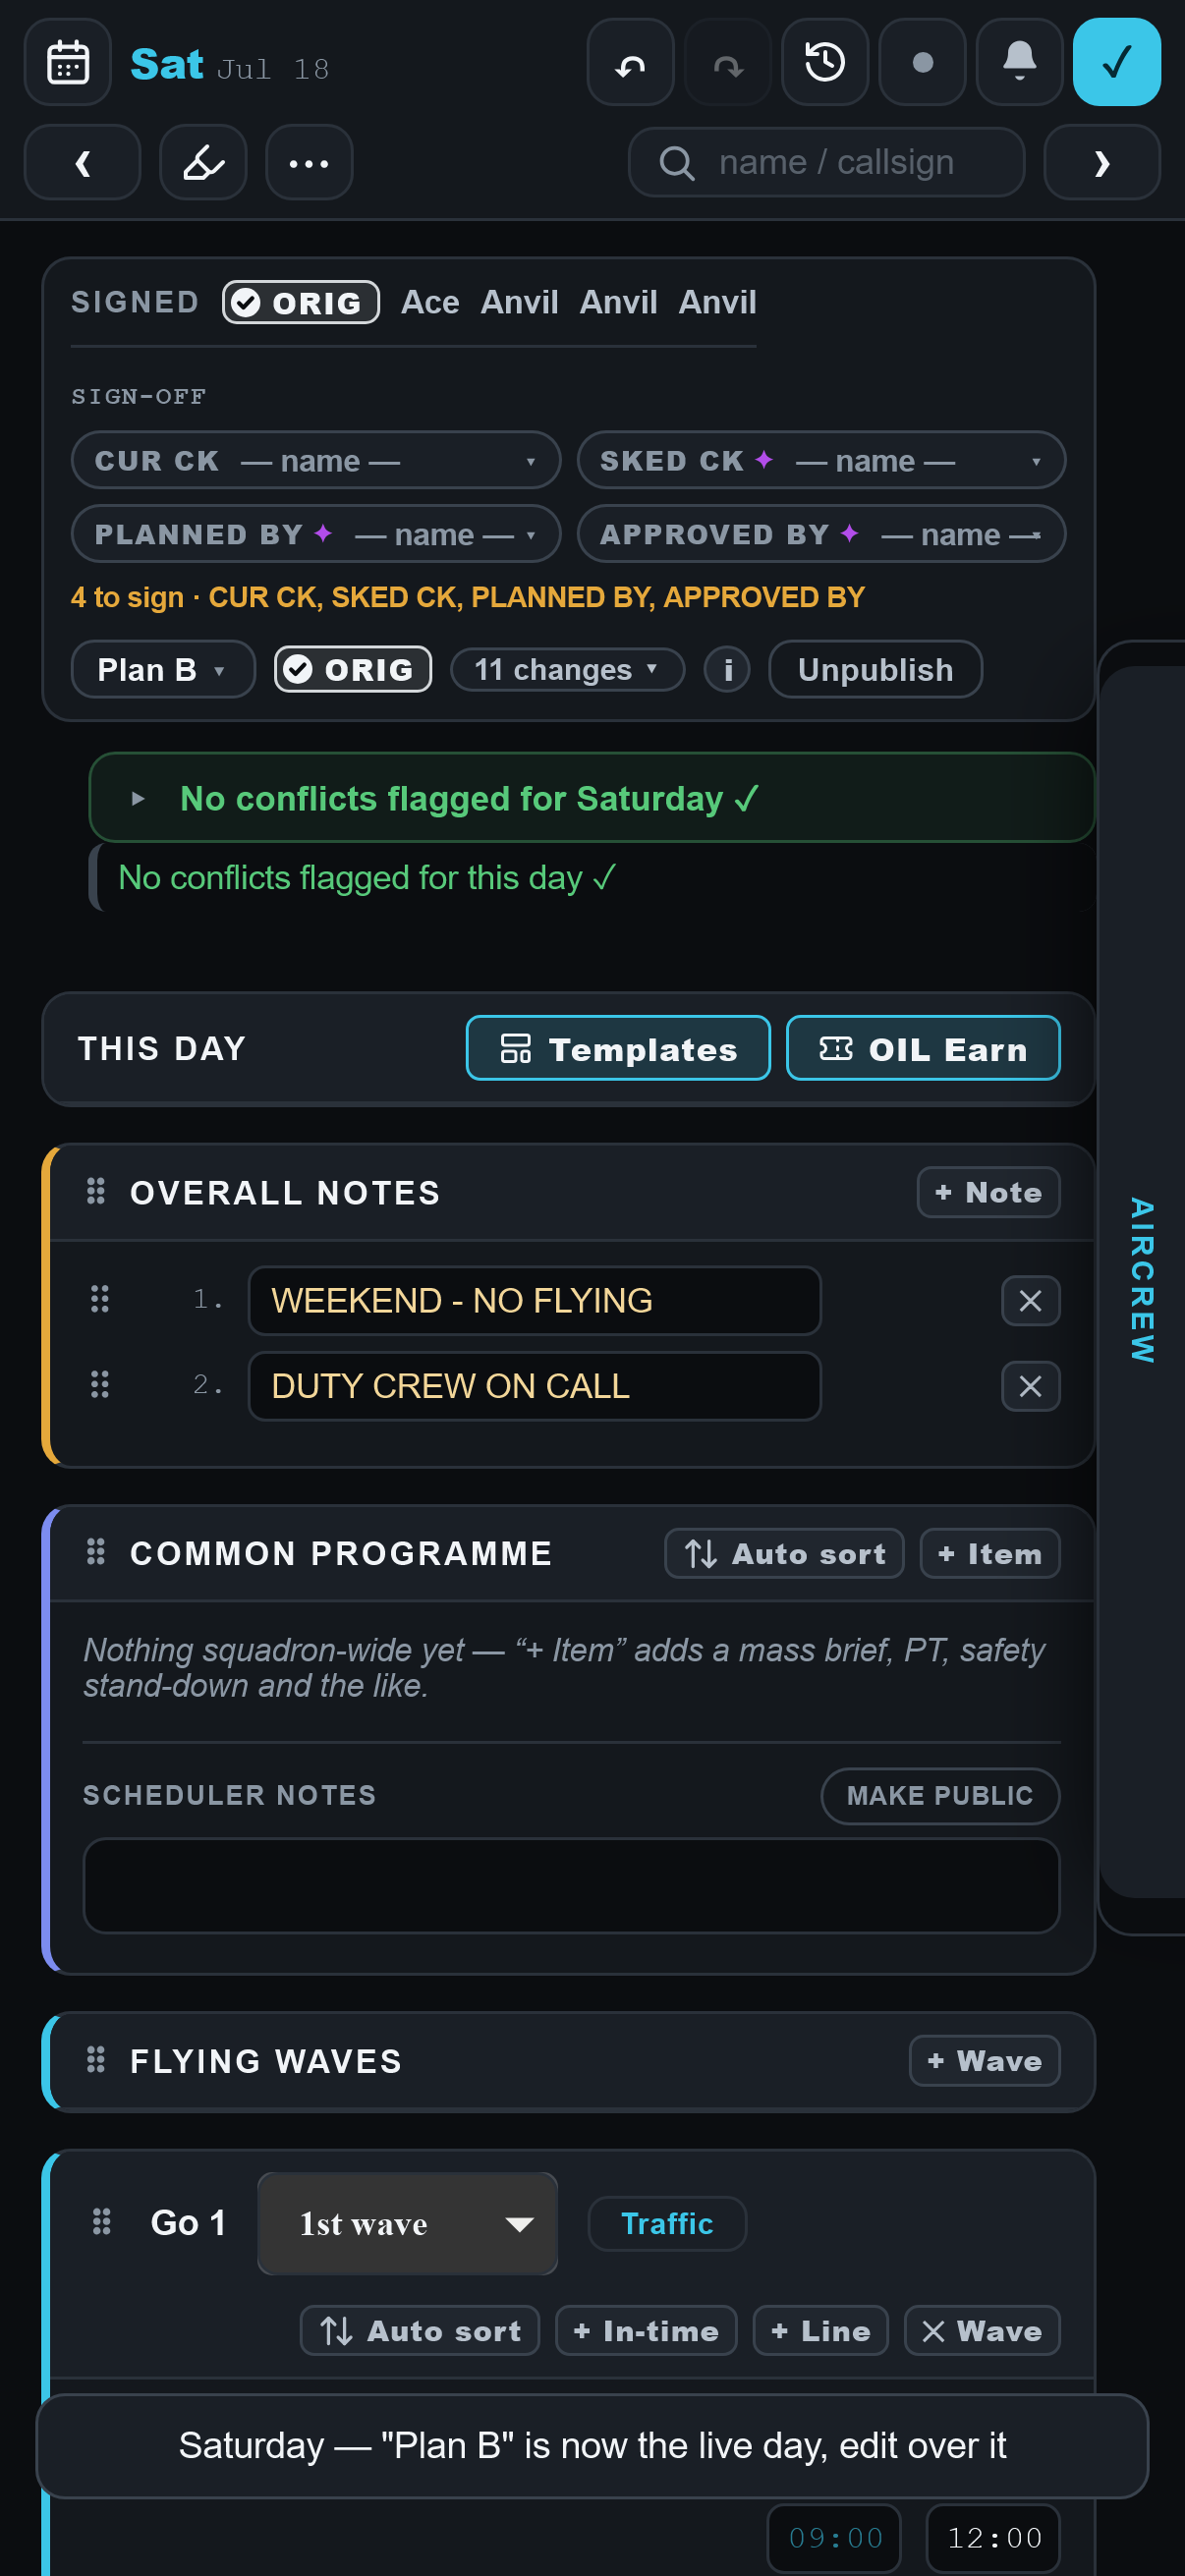 Sat Jul 18
name / callsign
SIGNED ORIG Ace Anvil Anvil Anvil
SIGN-OFF
CUR CK — name — SKED CK — name —
PLANNED BY — name — APPROVED BY — name —
4 to sign · CUR CK, SKED CK, PLANNED BY, APPROVED BY
Plan B ORIG 11 changes i Unpublish
No conflicts flagged for Saturday ✓
No conflicts flagged for this day ✓
THIS DAY Templates OIL Earn
OVERALL NOTES + Note
1. WEEKEND - NO FLYING
2. DUTY CREW ON CALL
AIRCREW
COMMON PROGRAMME Auto sort + Item
Nothing squadron-wide yet — “+ Item” adds a mass brief, PT, safety
stand-down and the like.
SCHEDULER NOTES MAKE PUBLIC
FLYING WAVES + Wave
Go 1 1st wave Traffic
Auto sort + In-time + Line × Wave
Saturday — "Plan B" is now the live day, edit over it
09:00 12:00